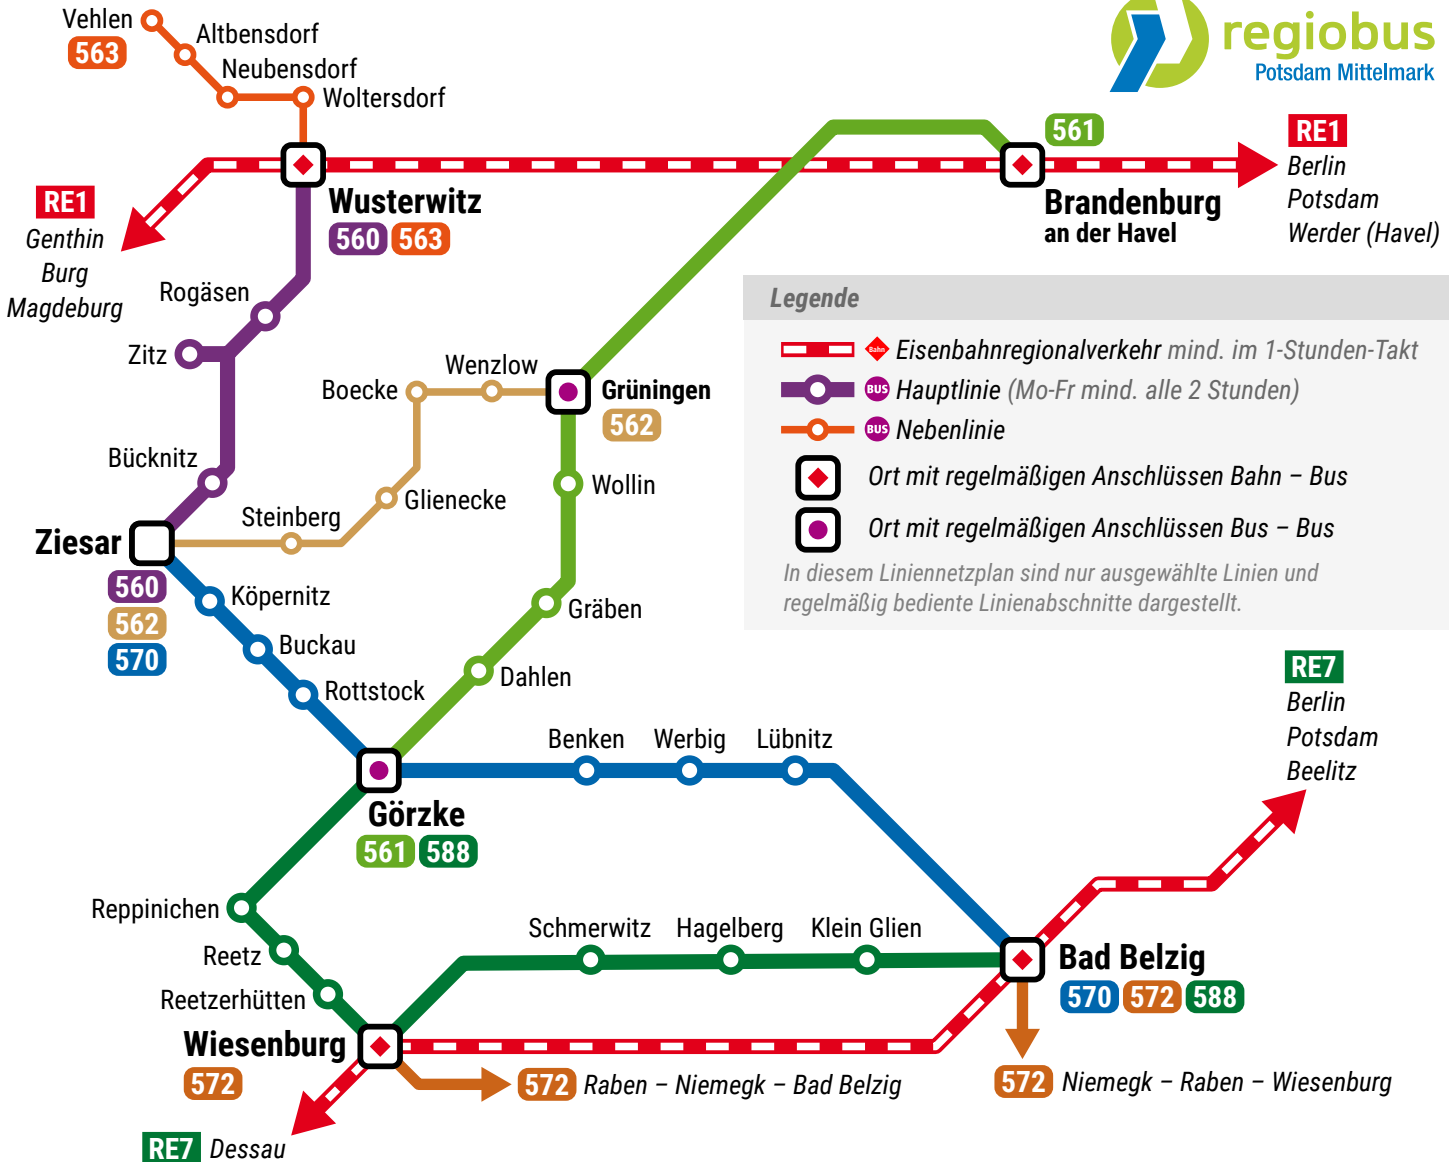 Vehlen
563
Altbensdorf
Neubensdorf
Woltersdorf
regiobus
Potsdam Mittelmark
561
RE1
Berlin
Potsdam
Werder (Havel)
RE1
Genthin
Burg
Magdeburg
Wusterwitz
560 563
Brandenburg
an der Havel
Rogäsen
Zitz
Bücknitz
Boecke
Wenzlow
Grüningen
562
Glienecke
Steinberg
Wollin
Gräben
Dahlen
Legende
Bahn Eisenbahnregionalverkehr mind. im 1-Stunden-Takt
BUS Hauptlinie (Mo-Fr mind. alle 2 Stunden)
BUS Nebenlinie
Ort mit regelmäßigen Anschlüssen Bahn – Bus
Ort mit regelmäßigen Anschlüssen Bus – Bus
In diesem Liniennetzplan sind nur ausgewählte Linien und
regelmäßig bediente Linienabschnitte dargestellt.
Ziesar
560
562
570
Köpernitz
Buckau
Rottstock
Benken
Werbig
Lübnitz
RE7
Berlin
Potsdam
Beelitz
Görzke
561 588
Reppinichen
Reetz
Reetzerhütten
Schmerwitz
Hagelberg
Klein Glien
Bad Belzig
570 572 588
Wiesenburg
572
572 Raben – Niemegk – Bad Belzig
572 Niemegk – Raben – Wiesenburg
RE7 Dessau